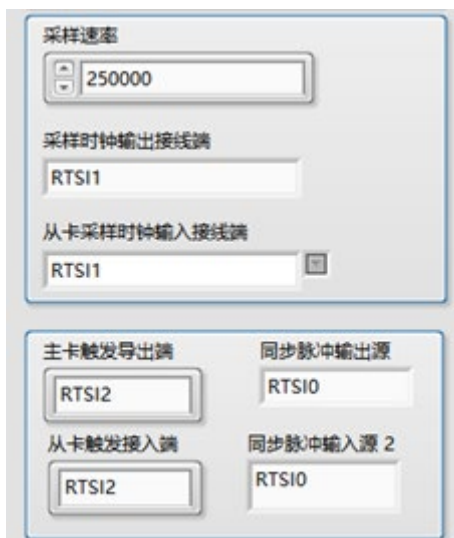 采样速率
250000
采样时钟输出接线端
RTSI1
从卡采样时钟输入接线端
RTSI1
主卡触发导出端
同步脉冲输出源
RTSI2
RTSI0
从卡触发接入端
同步脉冲输入源 2
RTSI2
RTSI0